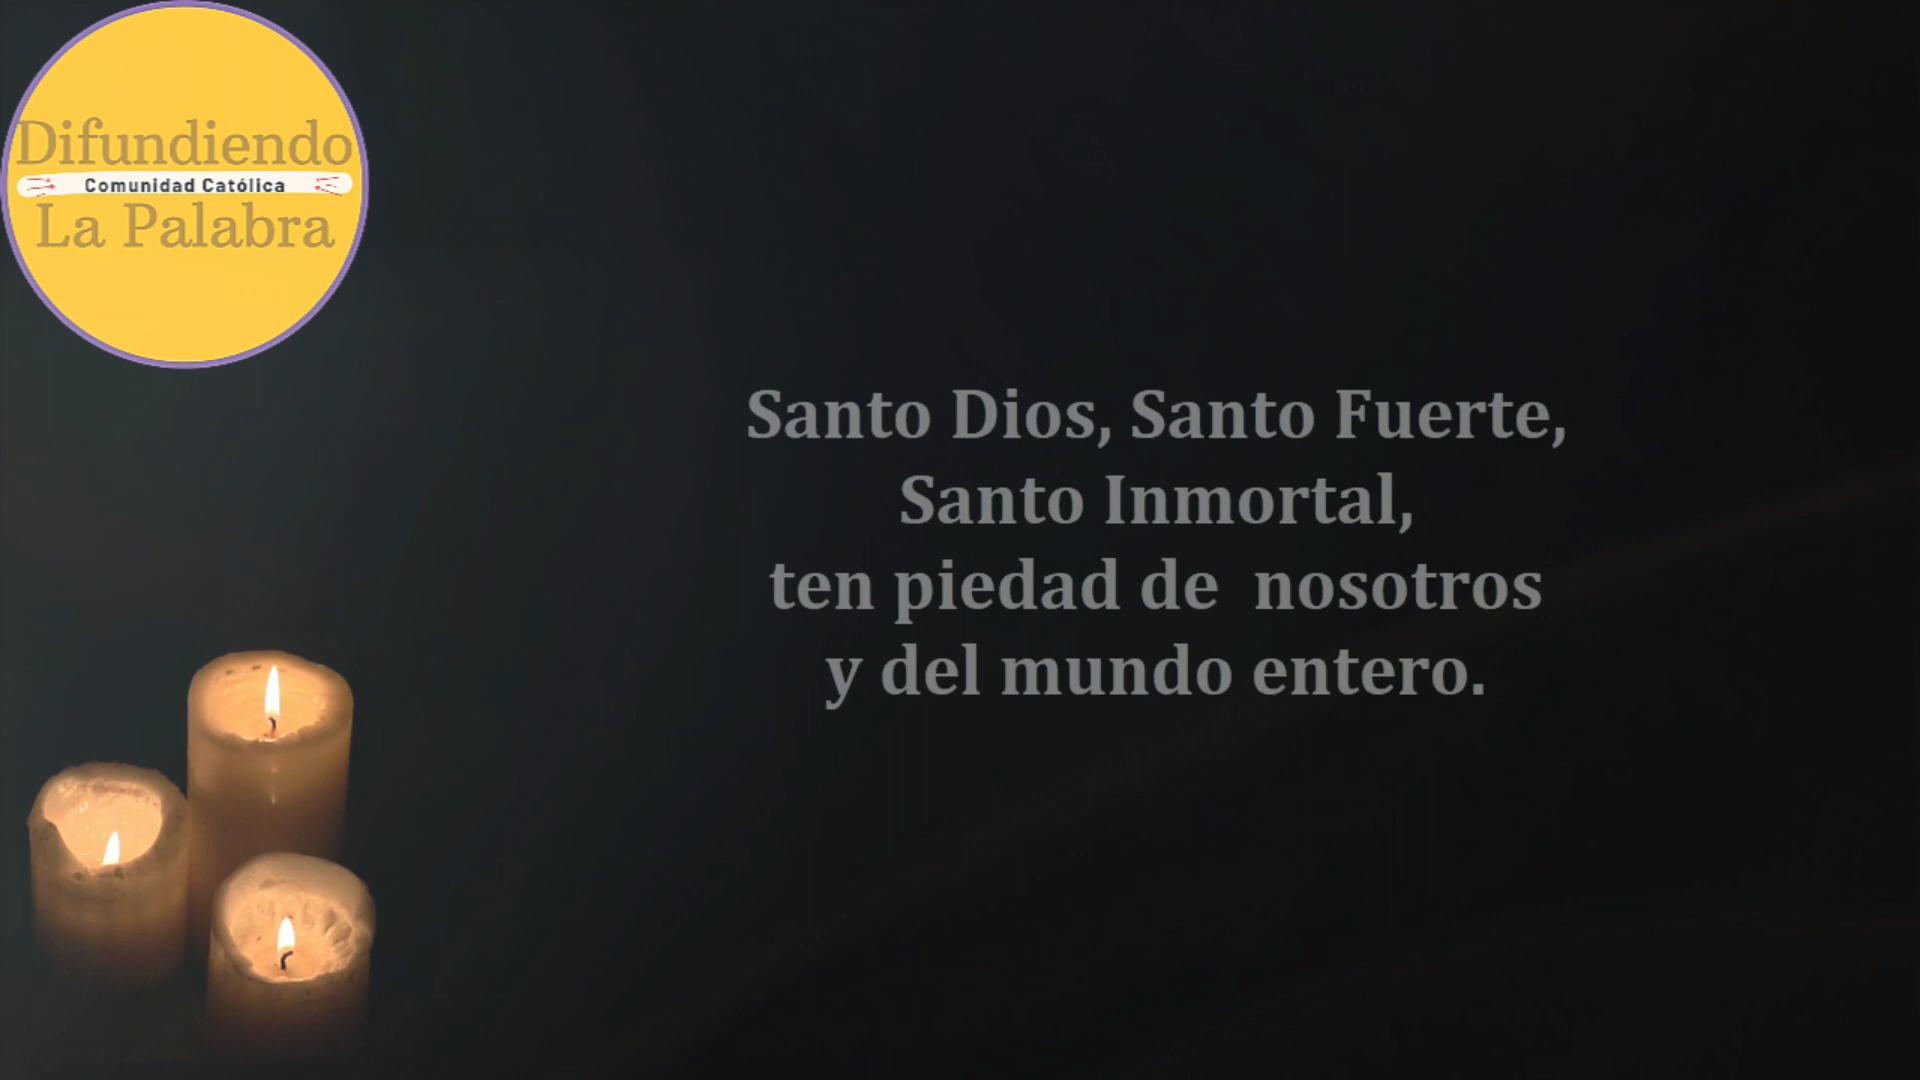 Difundiendo
Comunidad Católica
La Palabra
Santo Dios, Santo Fuerte,
Santo Inmortal,
ten piedad de  nosotros
y del mundo entero.